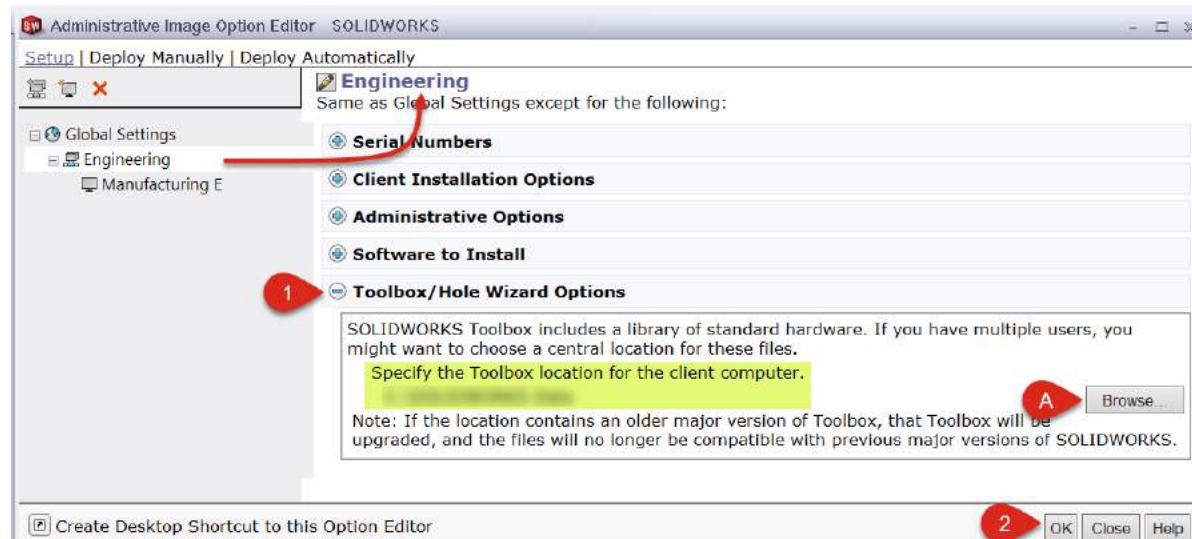 Administrative Image Option Editor SOLIDWORKS
Setup | Deploy Manually | Deploy Automatically
Engineering
Same as Global Settings except for the following:
Global Settings
Engineering
Manufacturing E
Serial Numbers
Client Installation Options
Administrative Options
Software to Install
1
Toolbox/Hole Wizard Options
SOLIDWORKS Toolbox includes a library of standard hardware. If you have multiple users, you
might want to choose a central location for these files.
Specify the Toolbox location for the client computer.
A
Browse...
Note: If the location contains an older major version of Toolbox, that Toolbox will be
upgraded, and the files will no longer be compatible with previous major versions of SOLIDWORKS.
Create Desktop Shortcut to this Option Editor
2
OK Close Help